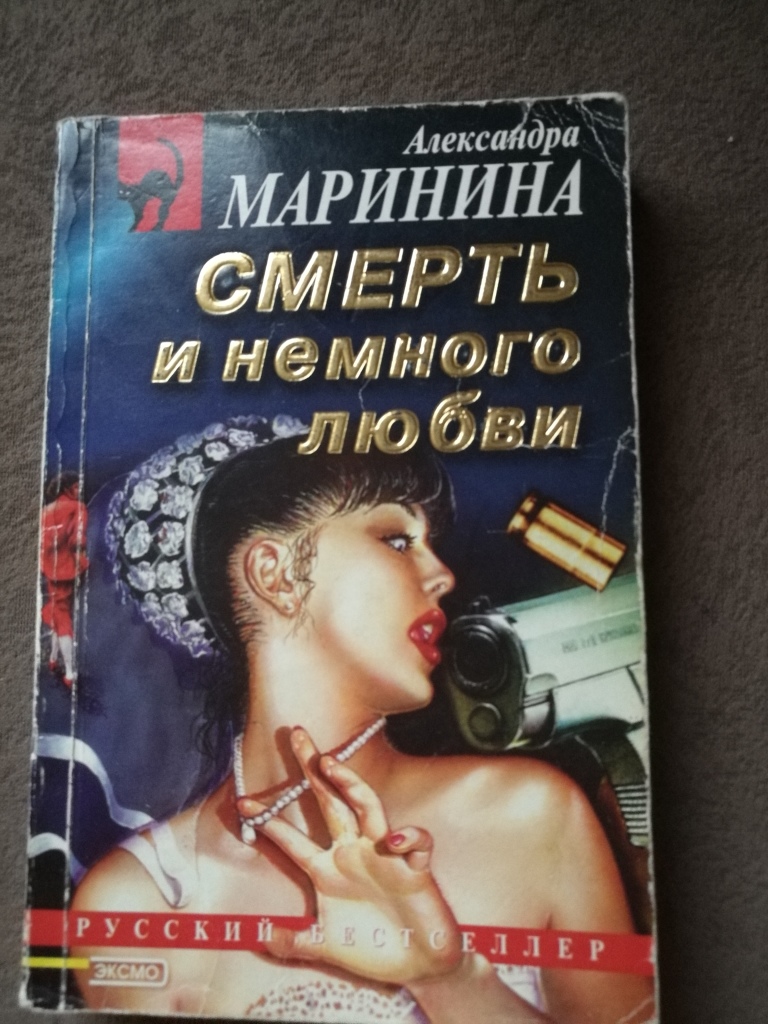 Александра
МАРИНИНА
СМЕРТЬ
и немного
любви
РУССКИЙ БЕСТСЕЛЛЕР
ЭКСМО